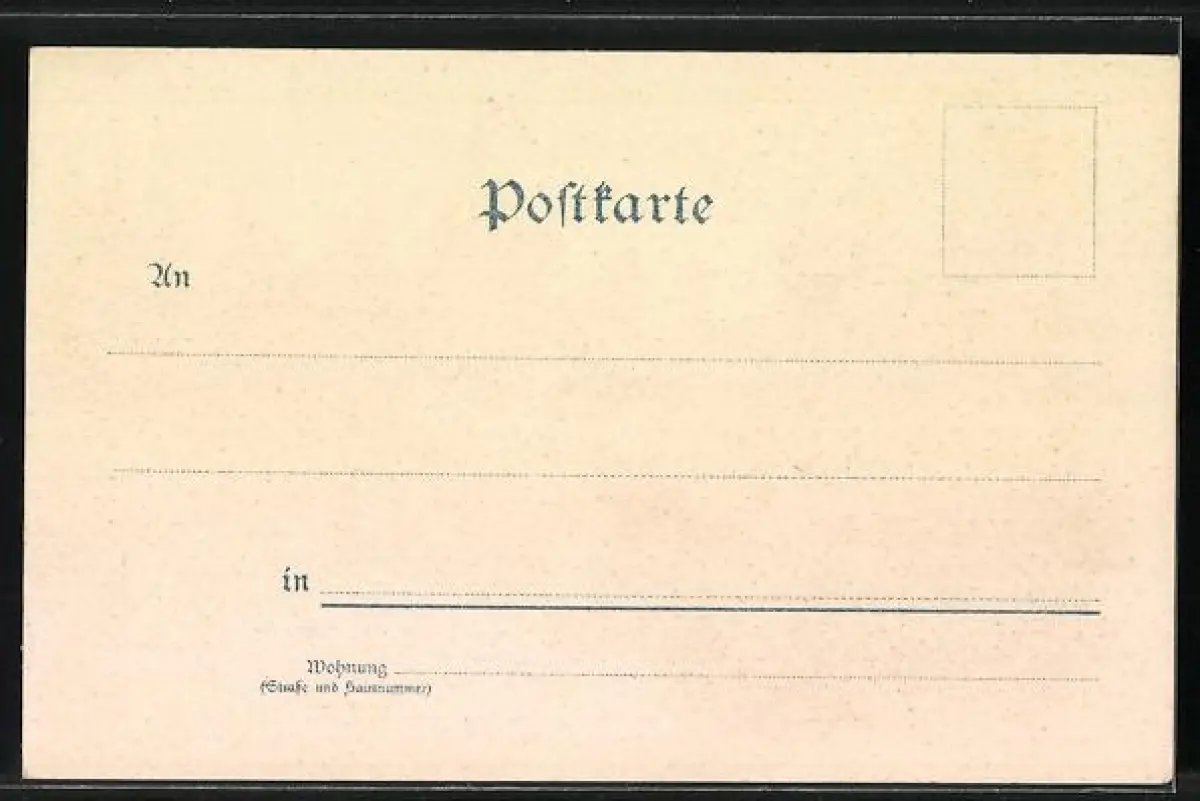 Poſtkarte
An
in
Wohnung
(Straße und Hausnummer)